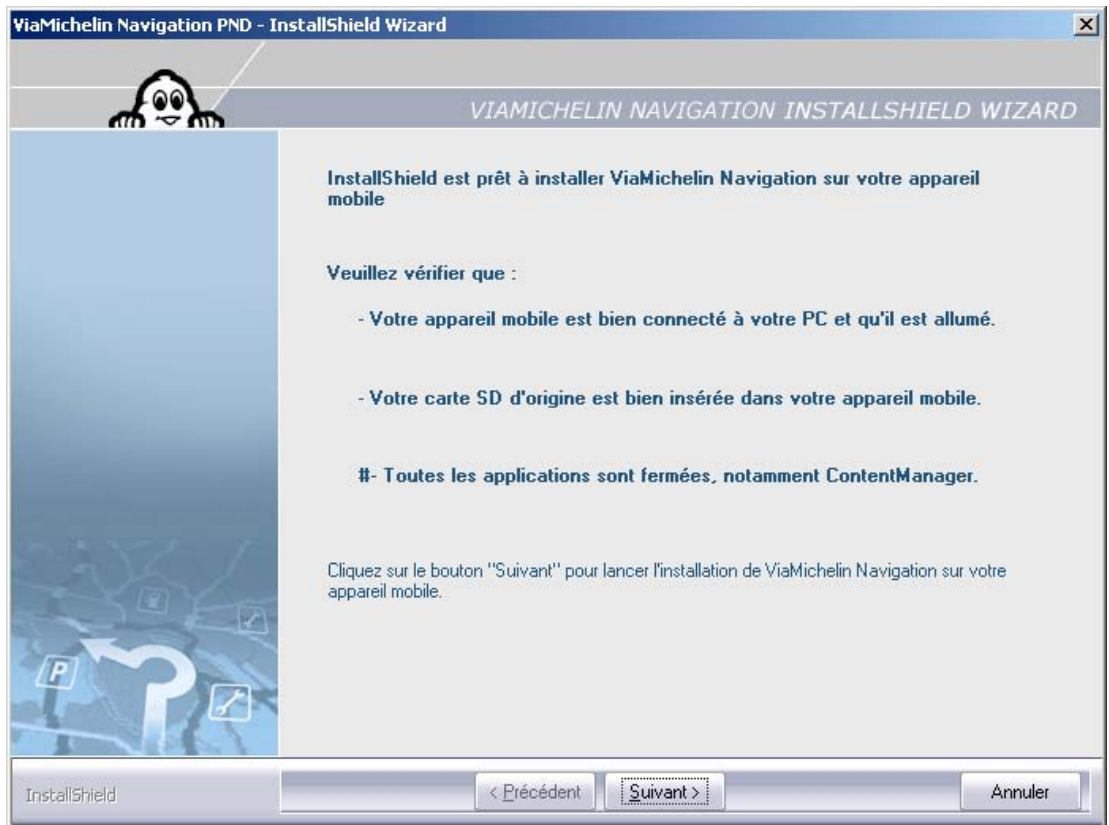 ViaMichelin Navigation PND - InstallShield Wizard
VIAMICHELIN NAVIGATION INSTALLSHIELD WIZARD
InstallShield est prêt à installer ViaMichelin Navigation sur votre appareil
mobile
Veuillez vérifier que :
- Votre appareil mobile est bien connecté à votre PC et qu'il est allumé.
- Votre carte SD d'origine est bien insérée dans votre appareil mobile.
#- Toutes les applications sont fermées, notamment ContentManager.
Cliquez sur le bouton "Suivant" pour lancer l'installation de ViaMichelin Navigation sur votre
appareil mobile.
P
InstallShield
< Précédent
Suivant >
Annuler